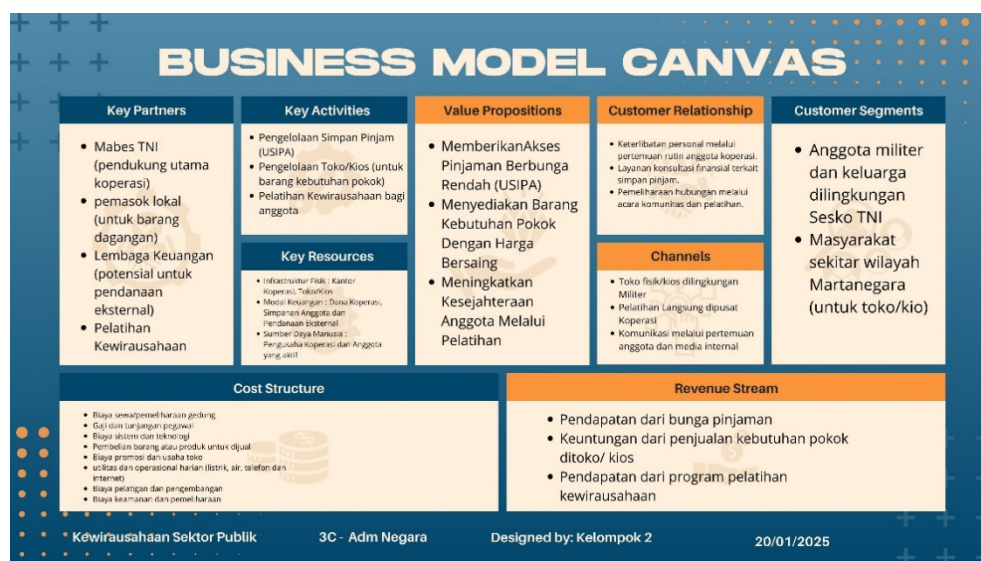 BUSINESS MODEL CANVAS
Key Partners
• Mabes TNI
(pendukung utama
koperasi)
• pemasok lokal
(untuk barang
dagangan)
• Lembaga Keuangan
(potensial untuk
pendanaan
eksternal)
• Pelatihan
Kewirausahaan
Key Activities
• Pengelolaan Simpan Pinjam
(USIPA)
• Pengelolaan Toko/Kios (untuk
barang kebutuhan pokok)
• Pelatihan Kewirausahaan bagi
anggota
Key Resources
• Infrastruktur Fisik : Kantor
Koperasi, Toko/Kios
• Modal Keuangan : Dana Koperasi,
Simpanan Anggota dan
Pendanaan Eksternal
• Sumber Daya Manusia :
Pengusaha Koperasi dan Anggota
yang aktif
Value Propositions
• MemberikanAkses
Pinjaman Berbunga
Rendah (USIPA)
• Menyediakan Barang
Kebutuhan Pokok
Dengan Harga
Bersaing
• Meningkatkan
Kesejahteraan
Anggota Melalui
Pelatihan
Customer Relationship
• Keterlibatan personal melalui
pertemuan rutin anggota koperasi.
• Layanan konsultasi finansial terkait
simpan pinjam.
• Pemeliharaan hubungan melalui
acara komunitas dan pelatihan.
Channels
• Toko fisik/kios dilingkungan
Militer
• Pelatihan Langsung dipusat
Koperasi
• Komunikasi melalui pertemuan
anggota dan media internal
Customer Segments
• Anggota militer
dan keluarga
dilingkungan
Sesko TNI
• Masyarakat
sekitar wilayah
Martanegara
(untuk toko/kio)
Cost Structure
• Biaya sewa/pemeliharaan gedung
• Gaji dan tunjangan pegawai
• Biaya sistem dan teknologi
• Pembelian barang atau produk untuk dijual
• Biaya promosi dan usaha toko
• utilitas dan operasional harian (listrik, air, telefon dan
internet)
• Biaya pelatigan dan pengembangan
• Biaya keamanan dan pemeliharaan
Revenue Stream
• Pendapatan dari bunga pinjaman
• Keuntungan dari penjualan kebutuhan pokok
ditoko/ kios
• Pendapatan dari program pelatihan
kewirausahaan
Kewirausahaan Sektor Publik
3C - Adm Negara
Designed by: Kelompok 2
20/01/2025